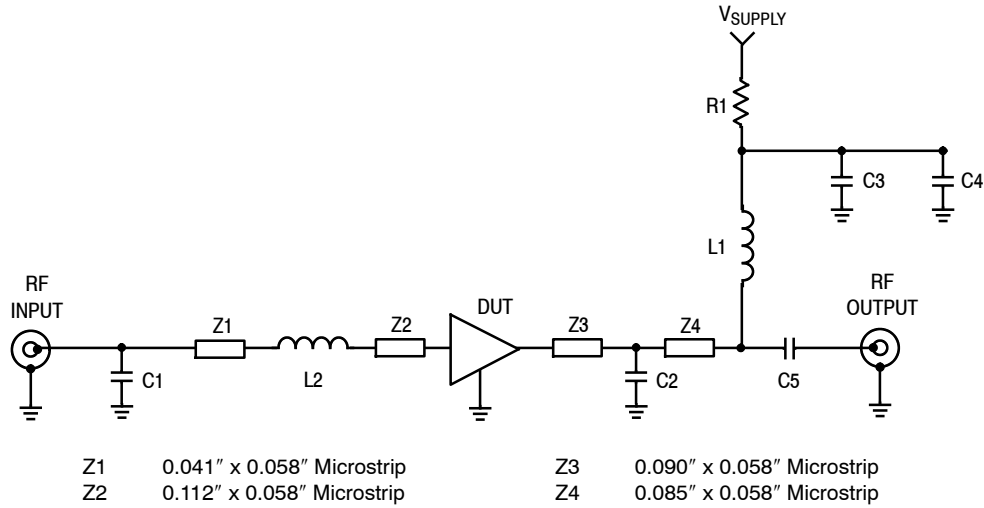 VSUPPLY
R1
C3
C4
L1
RF
INPUT
RF
OUTPUT
DUT
Z1
Z2
Z3
Z4
C1
L2
C2
C5
Z1 0.041″ x 0.058″ Microstrip
Z3 0.090″ x 0.058″ Microstrip
Z2 0.112″ x 0.058″ Microstrip
Z4 0.085″ x 0.058″ Microstrip